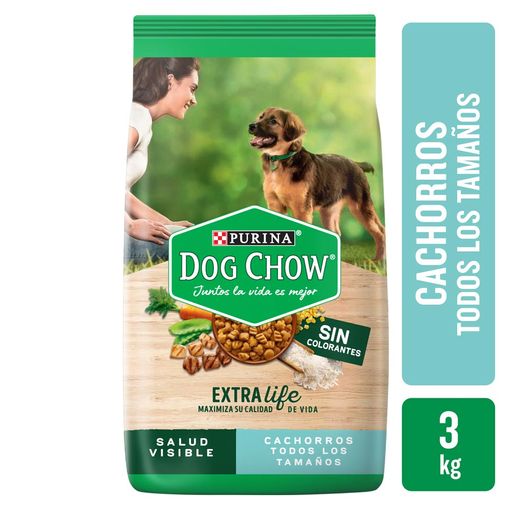 PURINA®
DOG CHOW®
Juntos la vida es mejor
SIN
COLORANTES
EXTRA life
MAXIMIZA SU CALIDAD DE VIDA
SALUD
VISIBLE
CACHORROS
TODOS LOS
TAMAÑOS
CACHORROS
TODOS LOS TAMAÑOS
3
kg